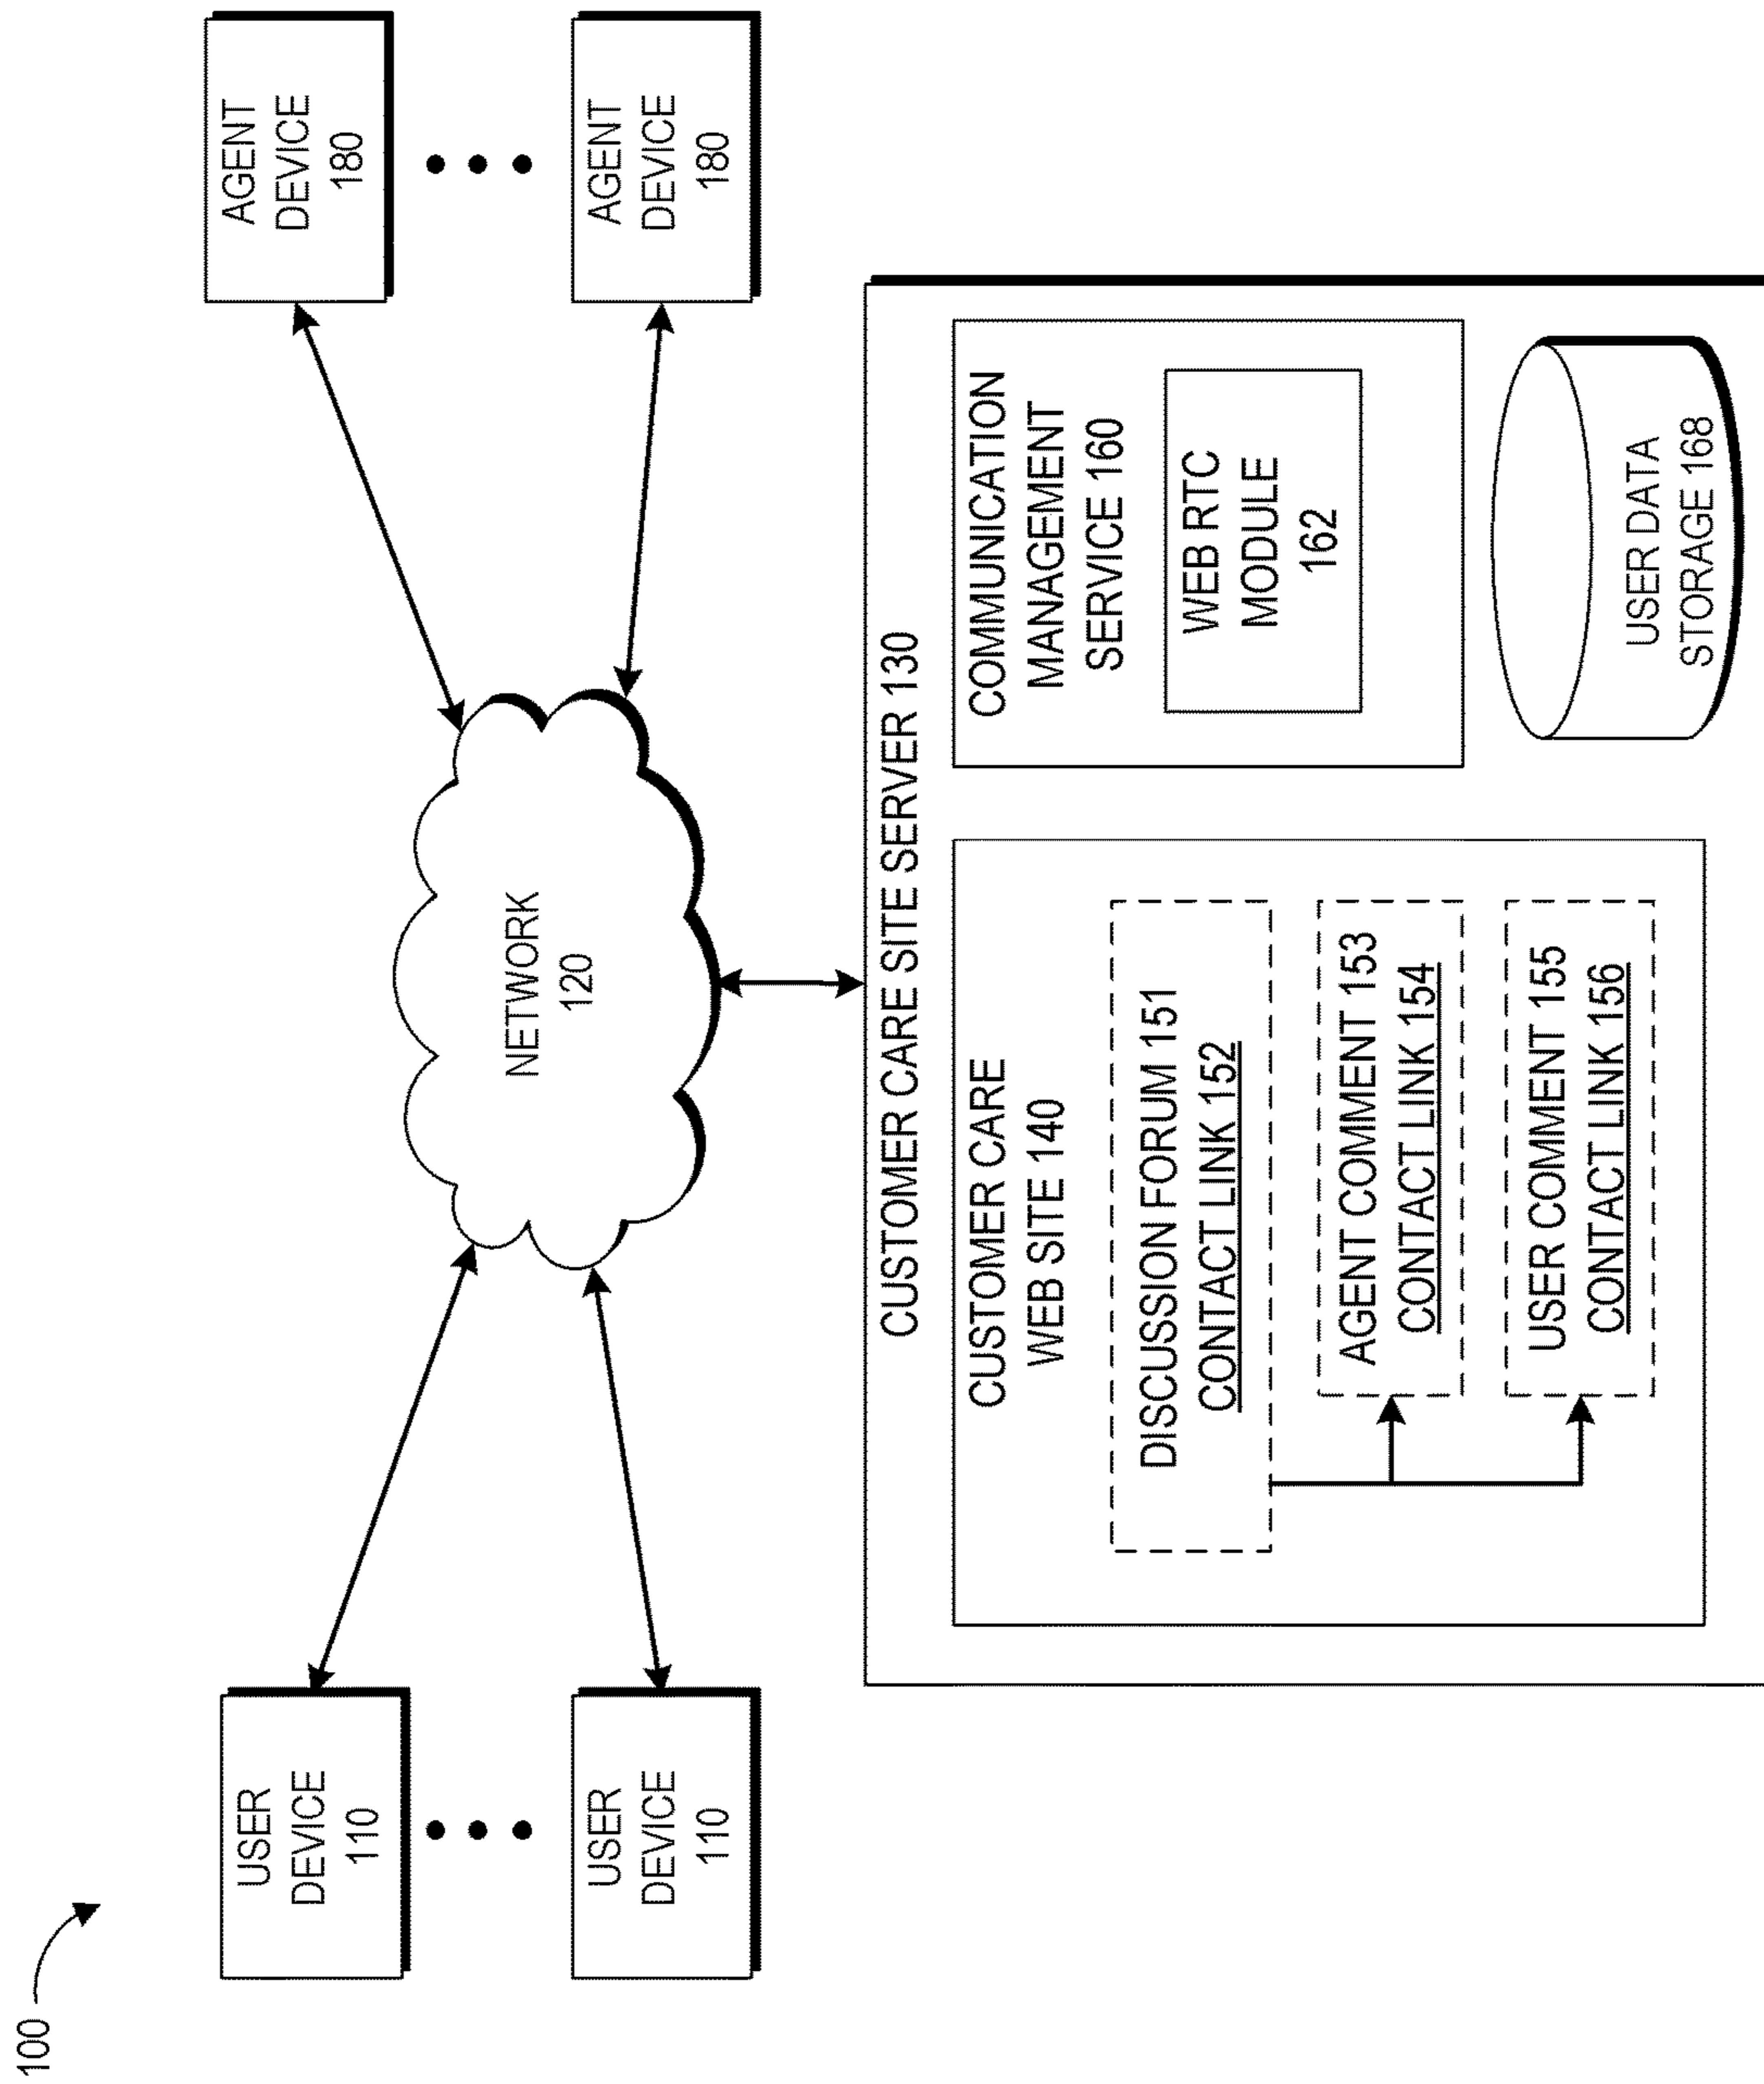 100
USER
DEVICE
110
USER
DEVICE
110
NETWORK
120
AGENT
DEVICE
180
AGENT
DEVICE
180
CUSTOMER CARE SITE SERVER 130
CUSTOMER CARE
WEB SITE 140
DISCUSSION FORUM 151
CONTACT LINK 152
AGENT COMMENT 153
CONTACT LINK 154
USER COMMENT 155
CONTACT LINK 156
COMMUNICATION
MANAGEMENT
SERVICE 160
WEB RTC
MODULE
162
USER DATA
STORAGE 168